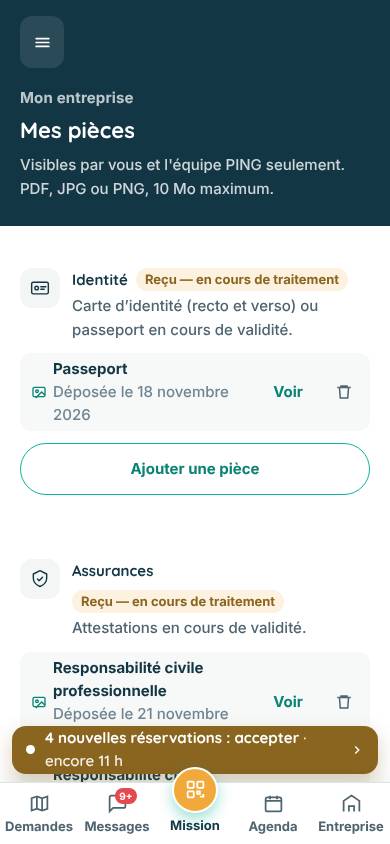 Mon entreprise
Mes pièces
Visibles par vous et l'équipe PING seulement.
PDF, JPG ou PNG, 10 Mo maximum.
Identité
Reçu — en cours de traitement
Carte d'identité (recto et verso) ou
passeport en cours de validité.
Passeport
Déposée le 18 novembre
2026
Voir
Ajouter une pièce
Assurances
Reçu — en cours de traitement
Attestations en cours de validité.
Responsabilité civile
professionnelle
Déposée le 21 novembre
Voir
4 nouvelles réservations : accepter ·
encore 11 h
Responsabilité
9+
Demandes
Messages
Mission
Agenda
Entreprise